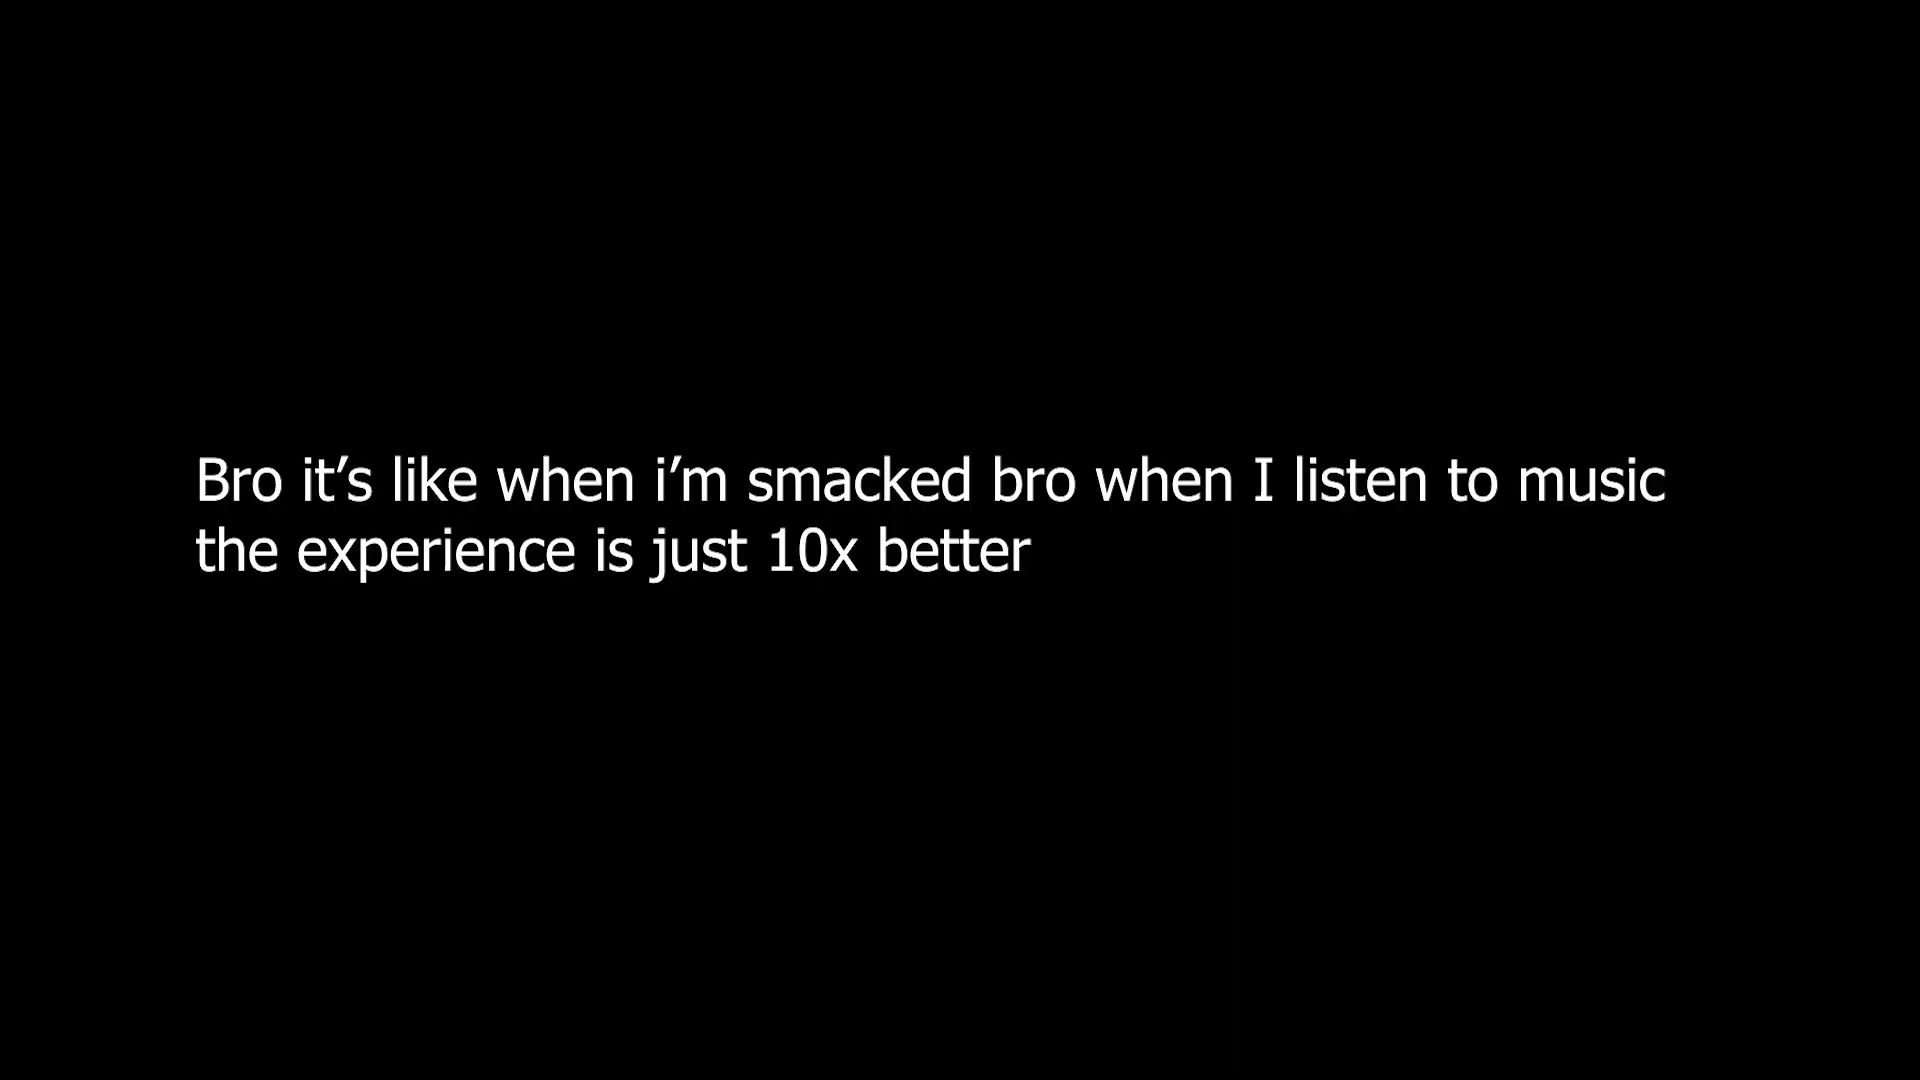 Bro it’s like when i’m smacked bro when I listen to music
the experience is just 10x better